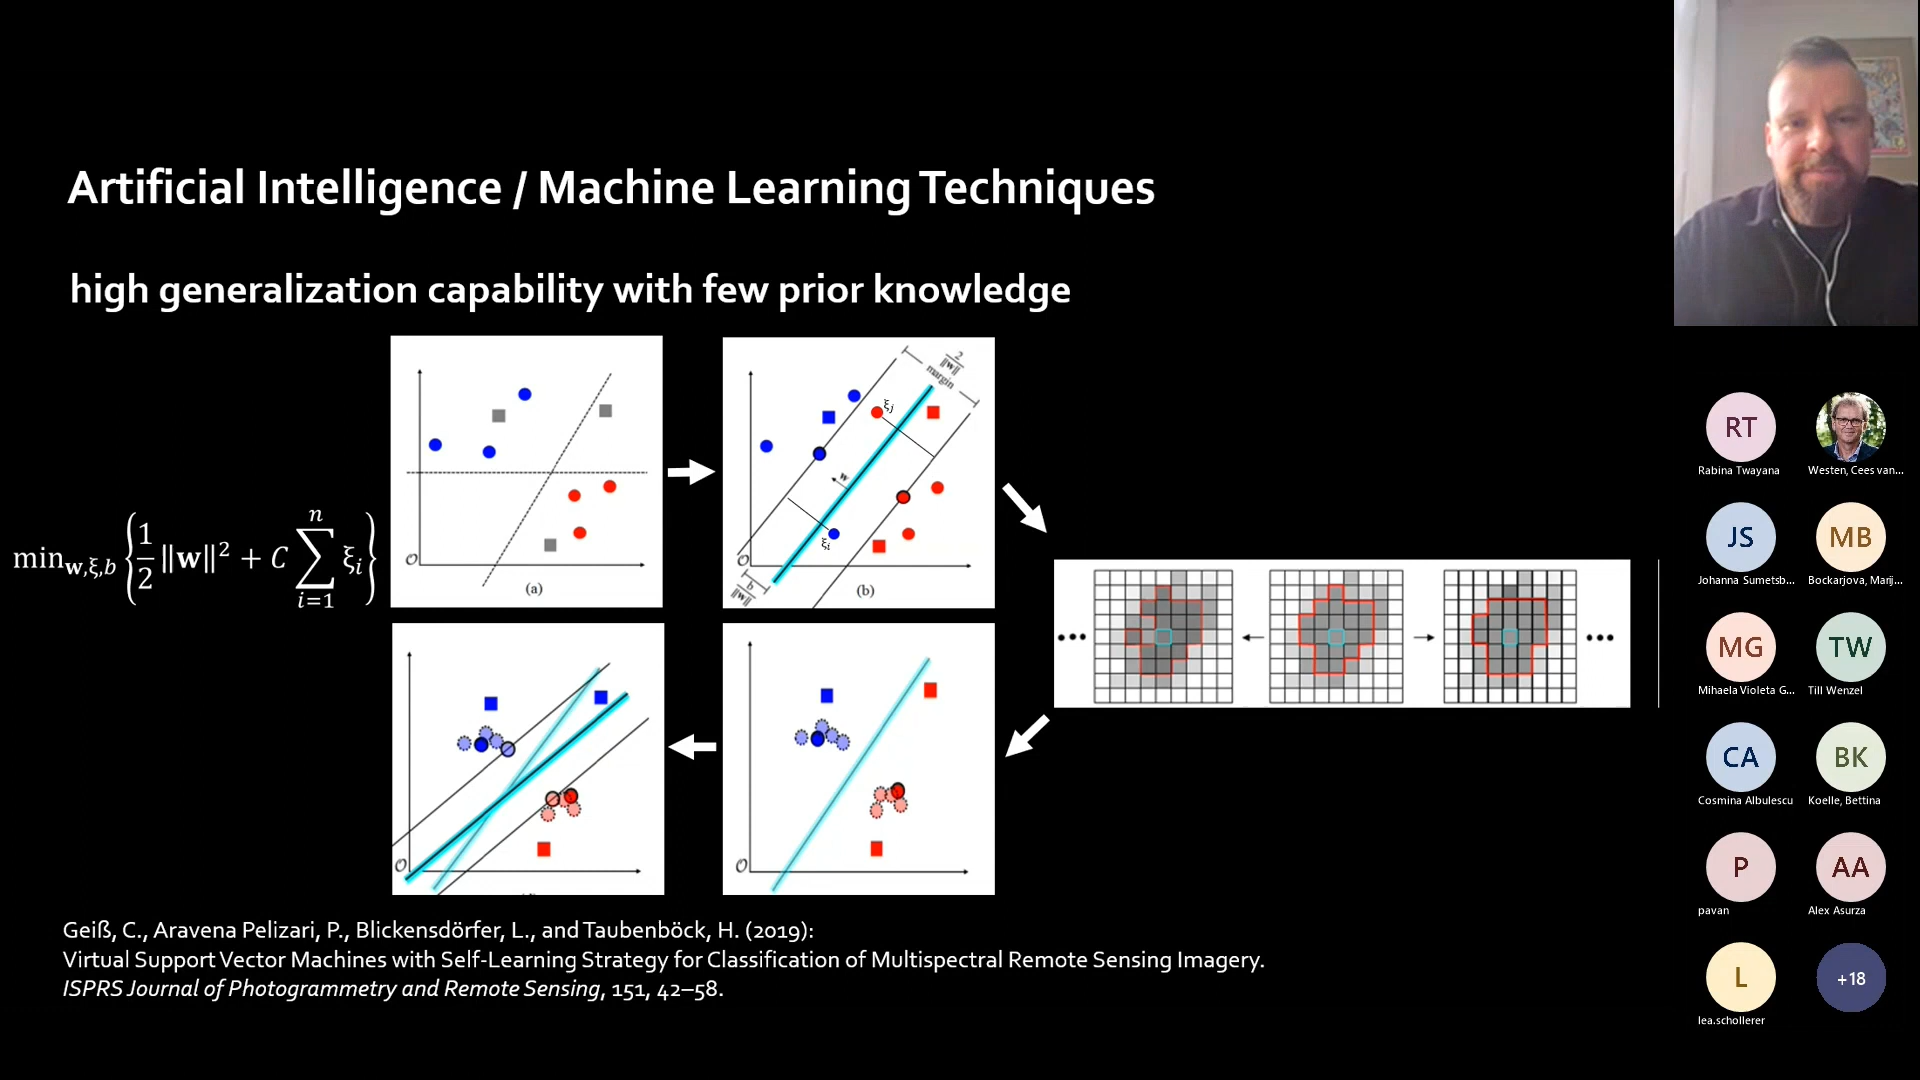 Artificial Intelligence / Machine Learning Techniques
high generalization capability with few prior knowledge
min_{w,ξ,b} {1/2 ||w||² + C ∑_{i=1}^{n} ξ_i}
O
(a)
2/||w||
margin
ξj
w
ξi
O
b/||w||
(b)
O
O
Geiß, C., Aravena Pelizari, P., Blickensdörfer, L., and Taubenböck, H. (2019):
Virtual Support Vector Machines with Self-Learning Strategy for Classification of Multispectral Remote Sensing Imagery.
ISPRS Journal of Photogrammetry and Remote Sensing, 151, 42–58.
RT
Rabina Twayana
Westen, Cees van...
JS
MB
Johanna Sumetsb...
Bockarjova, Marij...
MG
TW
Mihaela Violeta G...
Till Wenzel
CA
BK
Cosmina Albulescu
Koelle, Bettina
P
AA
pavan
Alex Asurza
L
+18
lea.schollerer